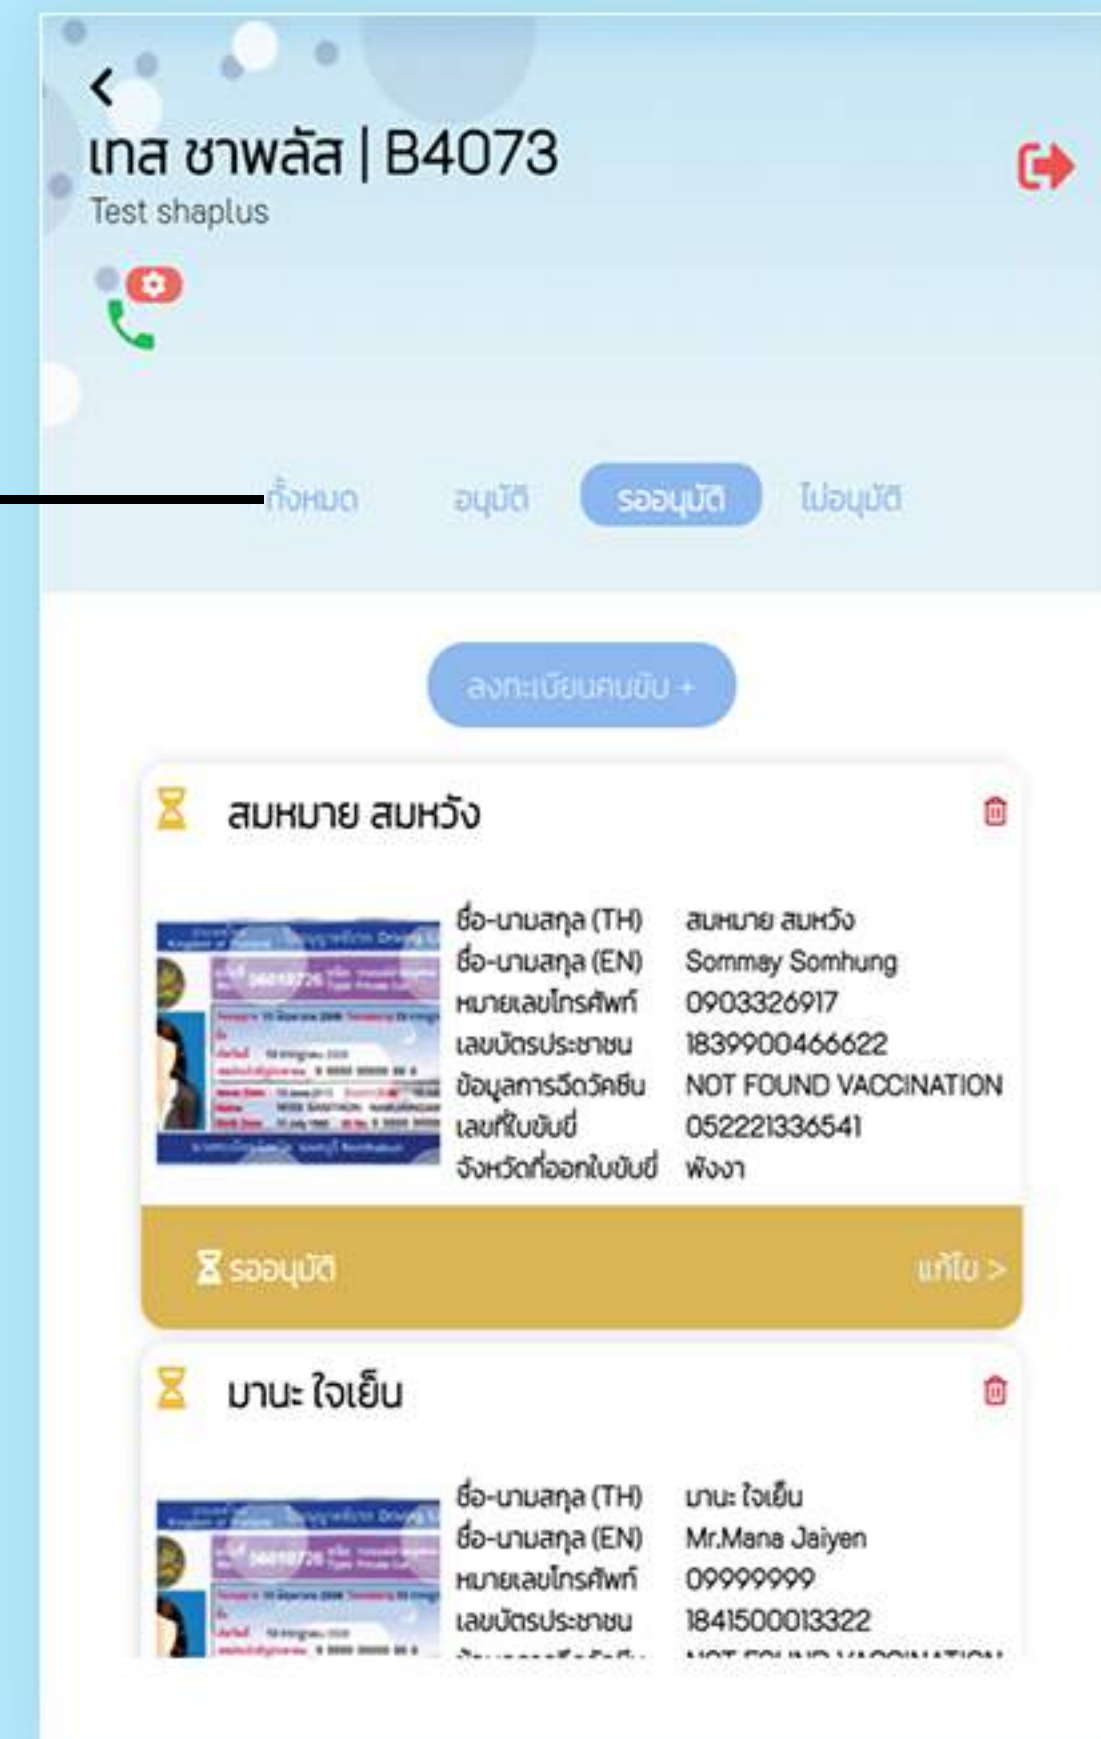 เทส ชาพลัส | B4073
Test shaplus
ทั้งหมด อนุมัติ รออนุมัติ ไม่อนุมัติ
ลงทะเบียนคนขับ +
สมหมาย สมหวัง
ชื่อ-นามสกุล (TH) สมหมาย สมหวัง
ชื่อ-นามสกุล (EN) Sommay Somhung
หมายเลขโทรศัพท์ 0903326917
เลขบัตรประชาชน 1839900466622
ข้อมูลการฉีดวัคซีน NOT FOUND VACCINATION
เลขที่ใบขับขี่ 052221336541
จังหวัดที่ออกใบขับขี่ พังงา
รออนุมัติ แก้ไข >
มานะ ใจเย็น
ชื่อ-นามสกุล (TH) มานะ ใจเย็น
ชื่อ-นามสกุล (EN) Mr.Mana Jaiyen
หมายเลขโทรศัพท์ 09999999
เลขบัตรประชาชน 1841500013322
NOT FOUND VACCINATION